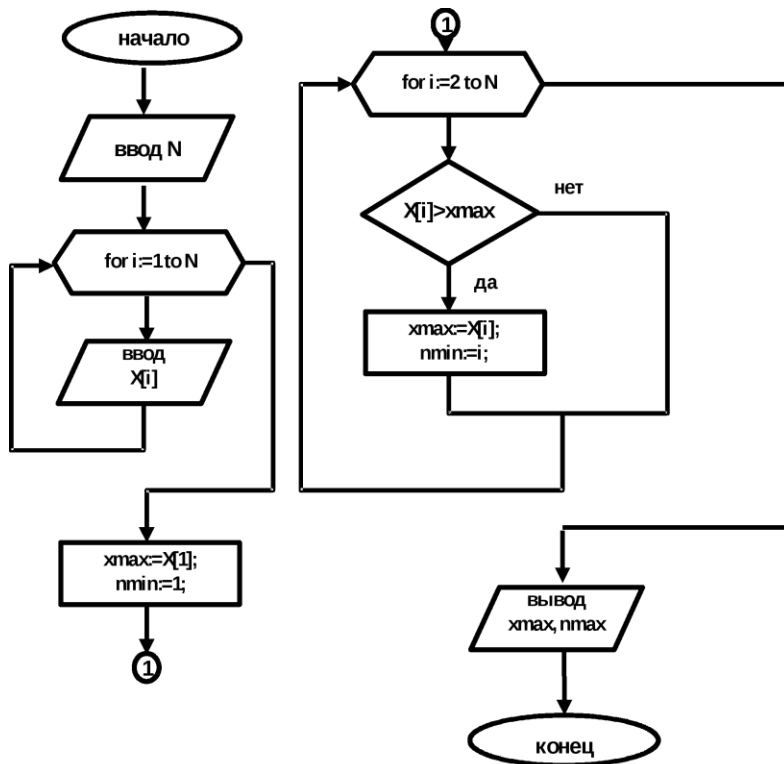 начало
ввод N
for i:=1 to N
ввод
X[i]
xmax:=X[1];
nmin:=1;
1
1
for i:=2 to N
X[i]>xmax
нет
да
xmax:=X[i];
nmin:=i;
вывод
xmax, nmax
конец